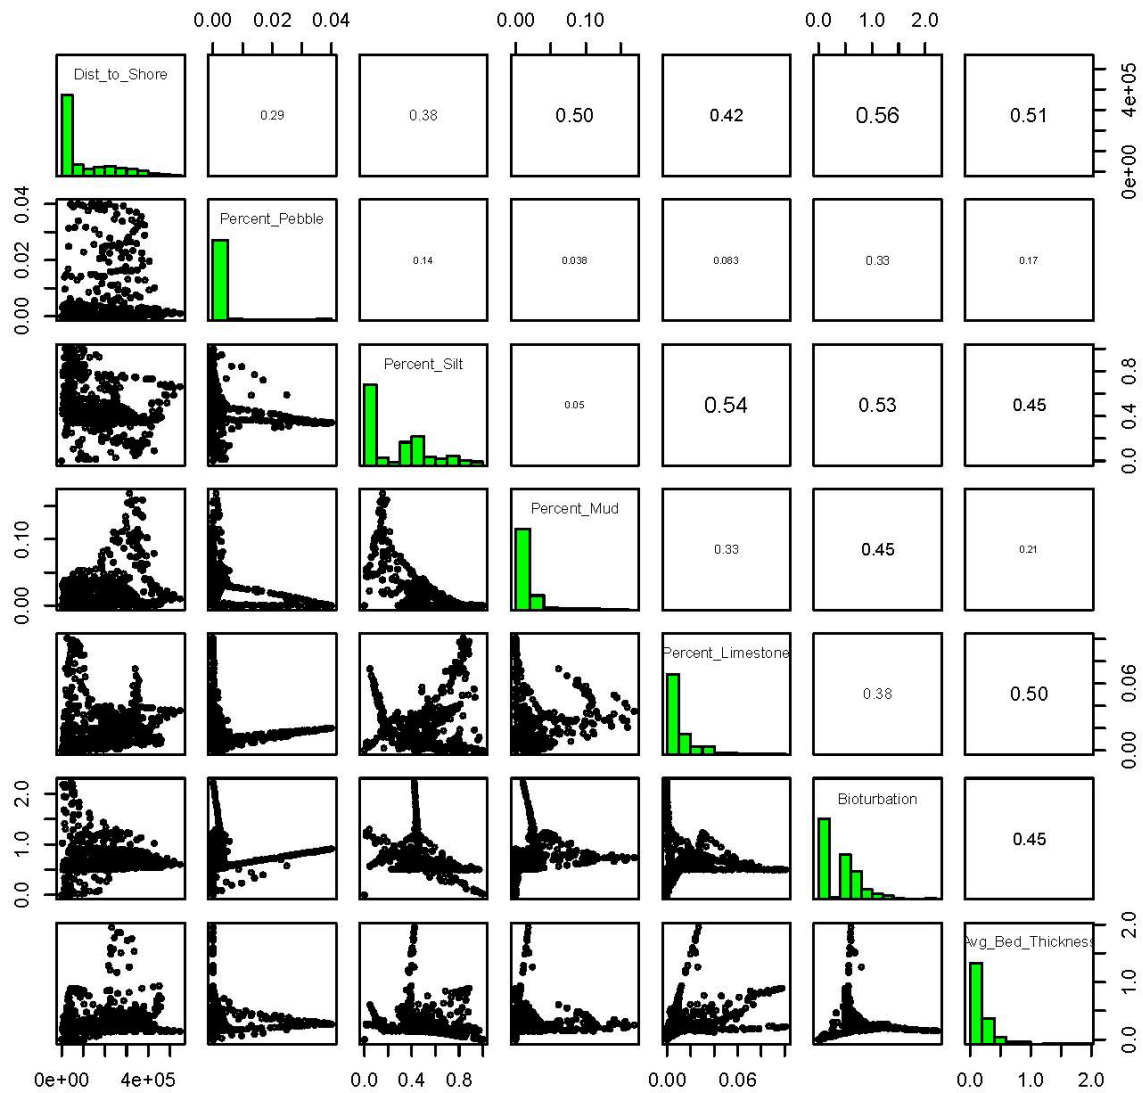 0.00 0.02 0.04 0.00 0.10 0.0 1.0 2.0
Dist_to_Shore 0.29 0.38 0.50 0.42 0.56 0.51 0e+00 4e+05
0.00 0.02 0.04 Percent_Pebble 0.14 0.038 0.083 0.33 0.17
Percent_Silt 0.05 0.54 0.53 0.45 0.0 0.4 0.8
0.00 0.10 Percent_Mud 0.33 0.45 0.21
Percent_Limestone 0.38 0.50 0.00 0.06
0.0 1.0 2.0 Bioturbation 0.45
Avg_Bed_Thickness 0.0 1.0 2.0
0e+00 4e+05 0.0 0.4 0.8 0.00 0.06 0.0 1.0 2.0